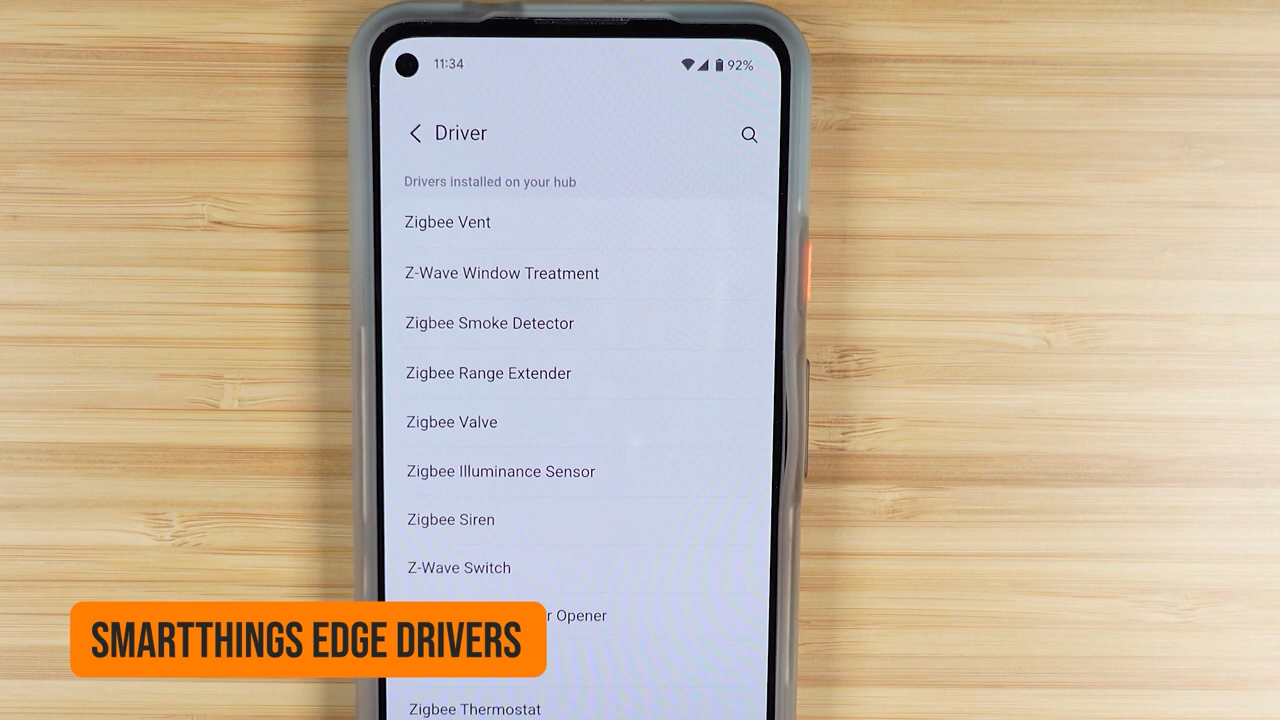 11:34
92%
Driver
Drivers installed on your hub
Zigbee Vent
Z-Wave Window Treatment
Zigbee Smoke Detector
Zigbee Range Extender
Zigbee Valve
Zigbee Illuminance Sensor
Zigbee Siren
Z-Wave Switch
Opener
SMARTTHINGS EDGE DRIVERS
Zigbee Thermostat